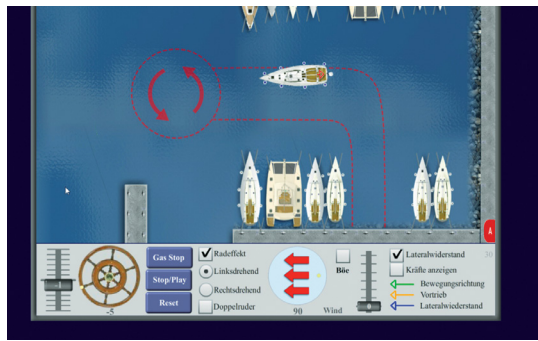 A
Gas Stop
Stop/Play
Reset
-5
Radeffekt
Linksdrehend
Rechtsdrehend
Doppelruder
90 Wind
Böe
0
Lateralwiderstand
Kräfte anzeigen
Bewegungsrichtung
Vortrieb
Lateralwiederstand